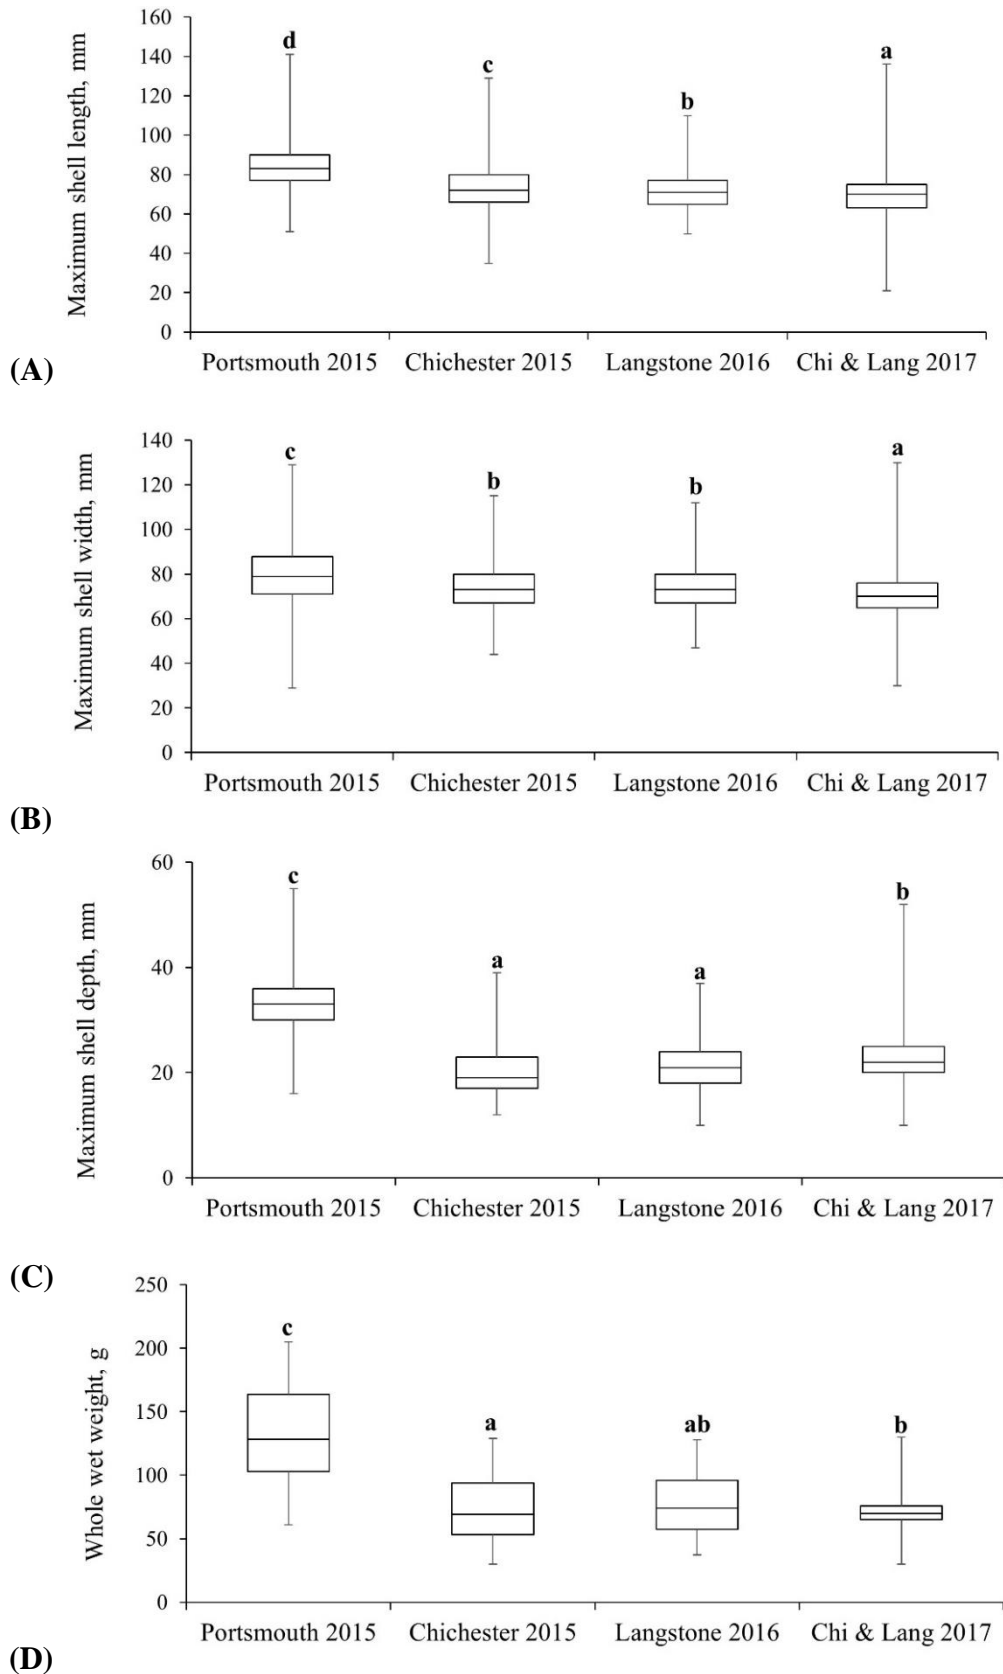 160
140
120
100
80
60
40
20
0
Maximum shell length, mm
d
c
b
a
Portsmouth 2015
Chichester 2015
Langstone 2016
Chi & Lang 2017
(A)
140
120
100
80
60
40
20
0
Maximum shell width, mm
c
b
b
a
Portsmouth 2015
Chichester 2015
Langstone 2016
Chi & Lang 2017
(B)
60
40
20
0
Maximum shell depth, mm
c
a
a
b
Portsmouth 2015
Chichester 2015
Langstone 2016
Chi & Lang 2017
(C)
250
200
150
100
50
0
Whole wet weight, g
c
a
ab
b
Portsmouth 2015
Chichester 2015
Langstone 2016
Chi & Lang 2017
(D)